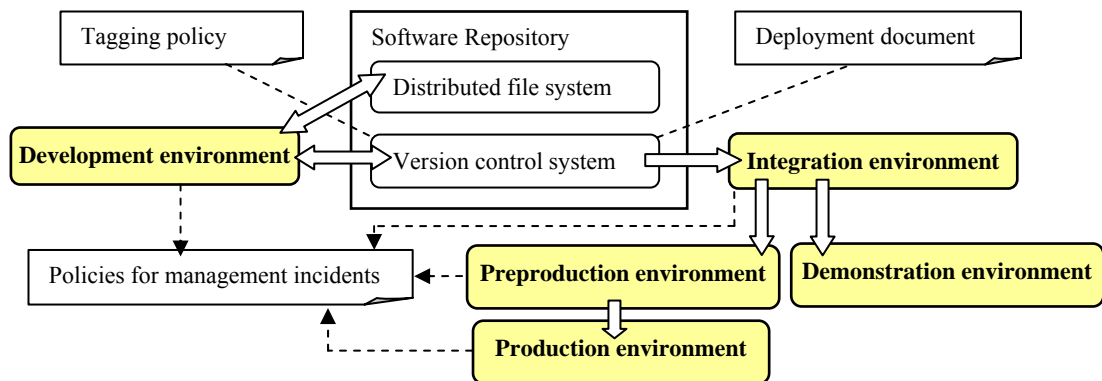 Tagging policy
Software Repository
Deployment document
Distributed file system
Development environment
Version control system
Integration environment
Policies for management incidents
Preproduction environment
Demonstration environment
Production environment